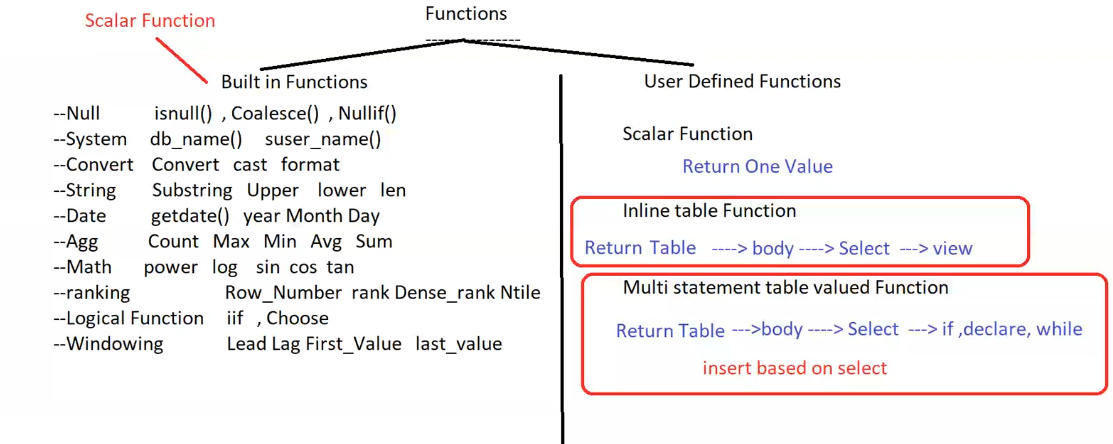 Functions
Scalar Function
Built in Functions
--Null isnull() , Coalesce() , Nullif()
--System db_name() suser_name()
--Convert Convert cast format
--String Substring Upper lower len
--Date getdate() year Month Day
--Agg Count Max Min Avg Sum
--Math power log sin cos tan
--ranking Row_Number rank Dense_rank Ntile
--Logical Function iif , Choose
--Windowing Lead Lag First_Value last_value
User Defined Functions
Scalar Function
Return One Value
Inline table Function
Return Table ----> body ----> Select ---> view
Multi statement table valued Function
Return Table --->body ----> Select ---> if ,declare, while
insert based on select